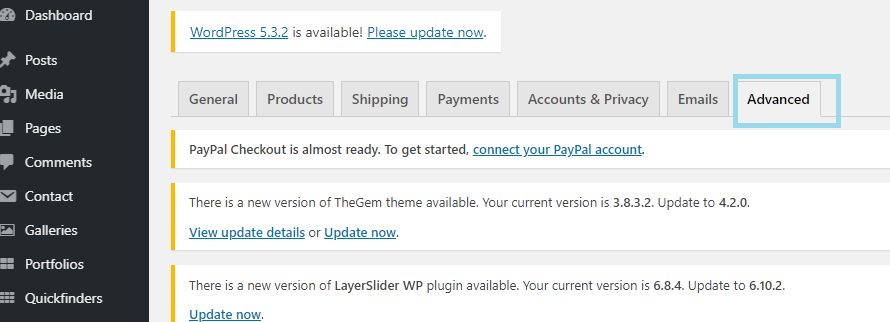 Dashboard
Posts
Media
Pages
Comments
Contact
Galleries
Portfolios
Quickfinders
WordPress 5.3.2 is available! Please update now.
General Products Shipping Payments Accounts & Privacy Emails Advanced
PayPal Checkout is almost ready. To get started, connect your PayPal account.
There is a new version of TheGem theme available. Your current version is 3.8.3.2. Update to 4.2.0.
View update details or Update now.
There is a new version of LayerSlider WP plugin available. Your current version is 6.8.4. Update to 6.10.2.
Update now.